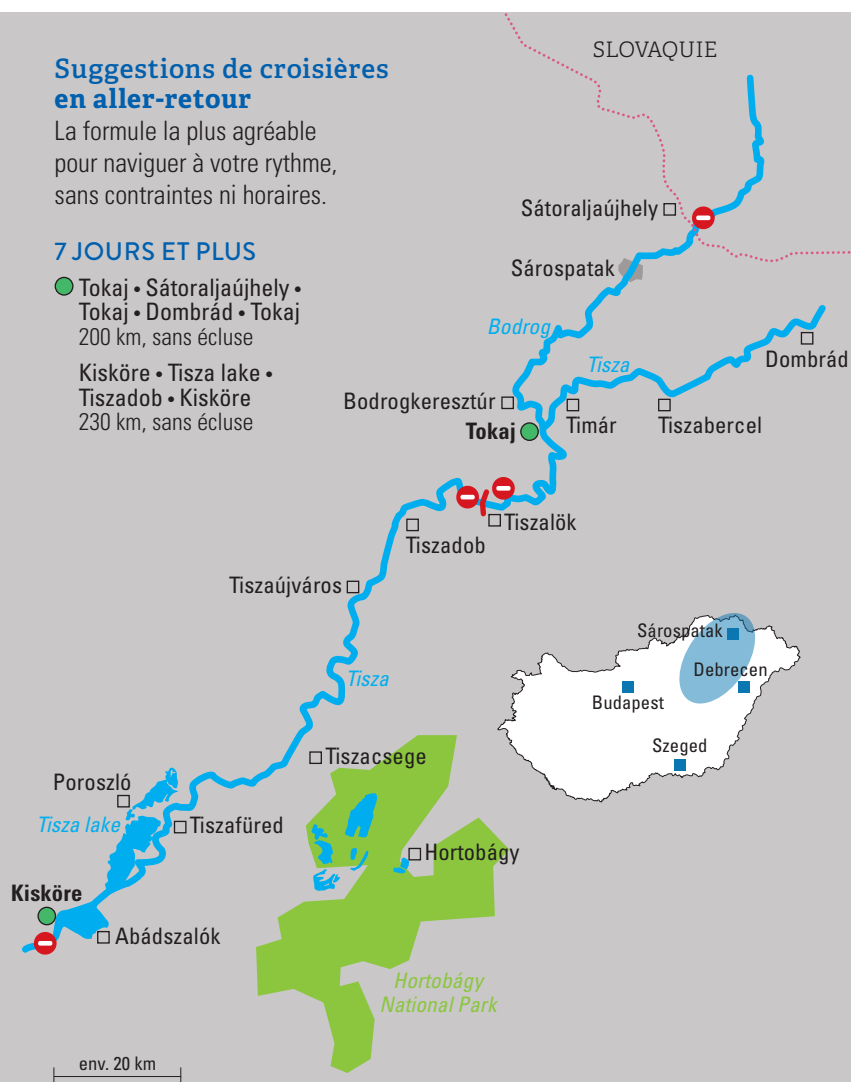 Suggestions de croisières
en aller-retour
La formule la plus agréable
pour naviguer à votre rythme,
sans contraintes ni horaires.
7 JOURS ET PLUS
Tokaj • Sátoraljaújhely •
Tokaj • Dombrád • Tokaj
200 km, sans écluse
Kisköre • Tisza lake •
Tiszadob • Kisköre
230 km, sans écluse
SLOVAQUIE
Sátoraljaújhely
Sárospatak
Bodrog
Tisza
Dombrád
Bodrogkeresztúr
Timár
Tiszabercel
Tokaj
Tiszalök
Tiszadob
Tiszaújváros
Tisza
Tiszacsege
Poroszló
Tisza lake
Tiszafüred
Hortobágy
Kisköre
Abádszalók
Hortobágy
National Park
env. 20 km
Sárospatak
Debrecen
Budapest
Szeged